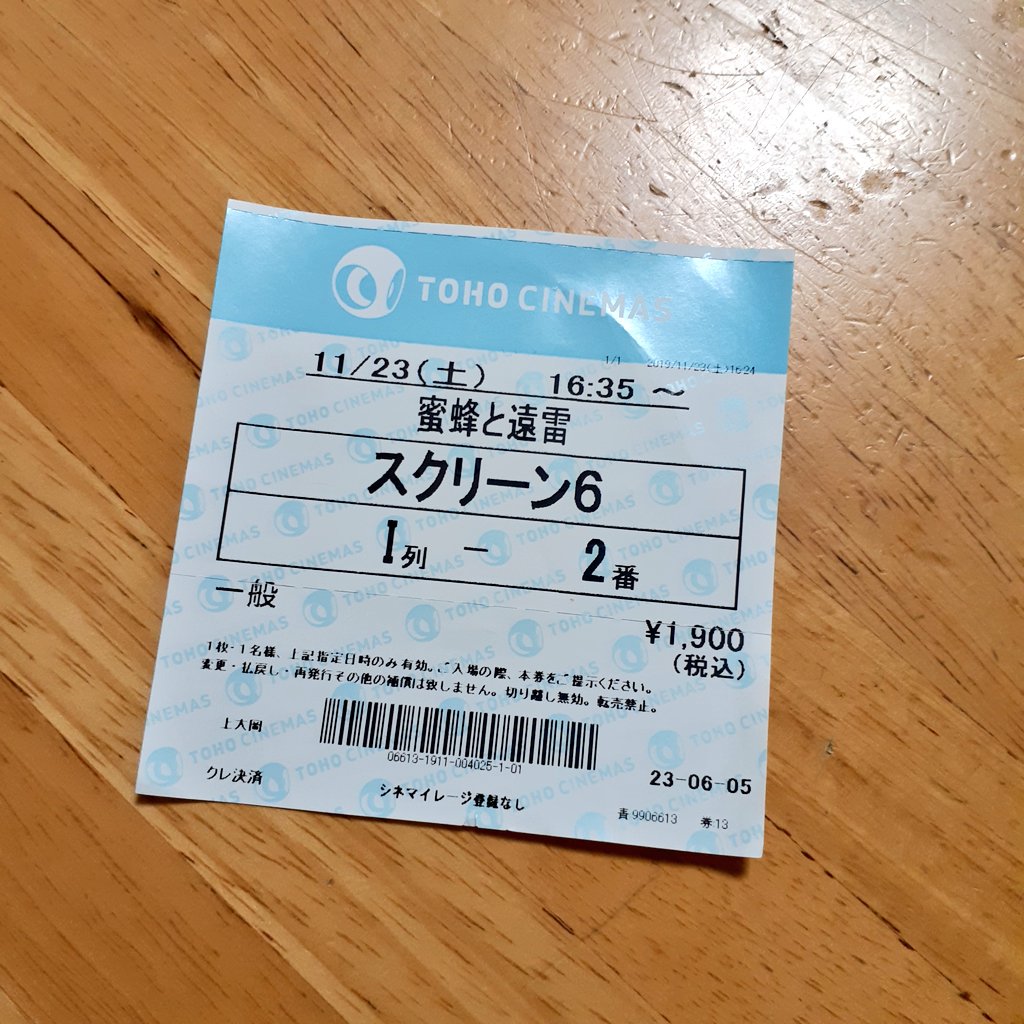 TOHO CINEMAS
1/1 2019/11/23(土)16:24
11/23(土) 16:35 ～
蜜蜂と遠雷
スクリーン6
I列 － 2番
一般
¥1,900
(税込)
1枚・1名様、上記指定日時のみ有効。ご入場の際、本券をご提示ください。
変更・払戻し・再発行その他の補償は致しません。切り離し無効。転売禁止。
上大岡
06613-1911-004025-1-01
クレ決済
シネマイレージ登録なし
23-06-05
9906613 券13